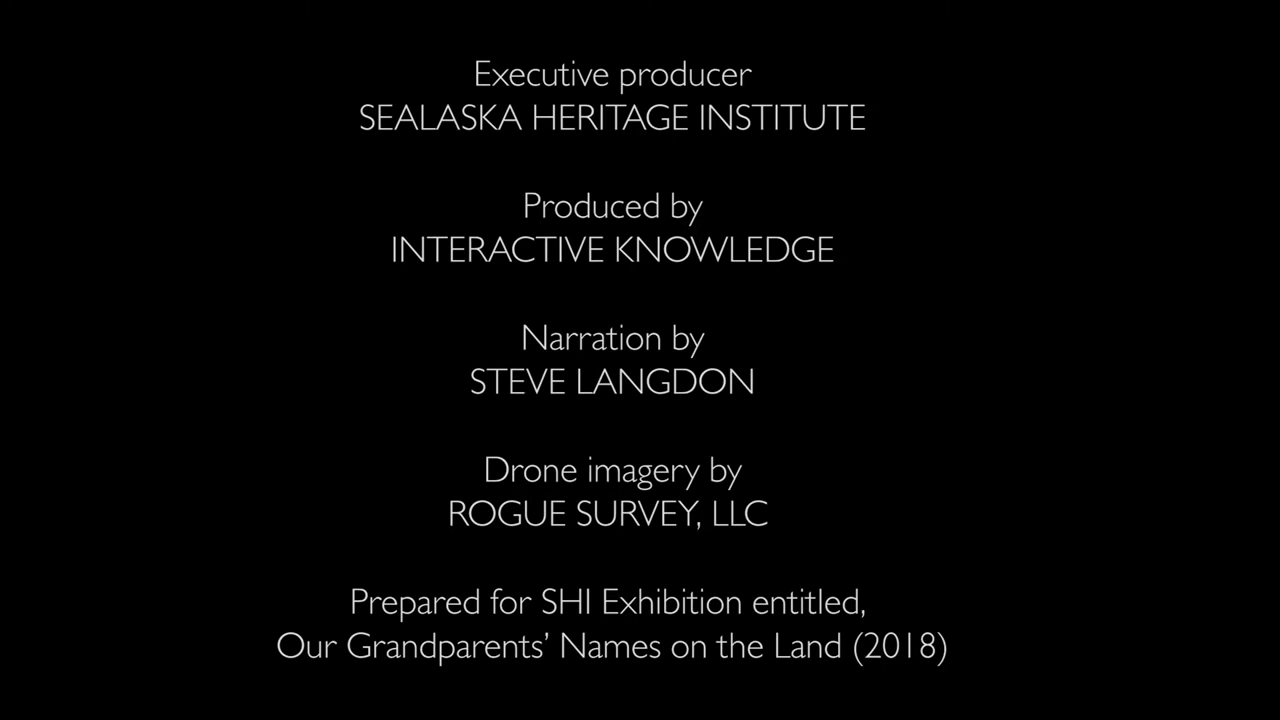 Executive producer
SEALASKA HERITAGE INSTITUTE
Produced by
INTERACTIVE KNOWLEDGE
Narration by
STEVE LANGDON
Drone imagery by
ROGUE SURVEY, LLC
Prepared for SHI Exhibition entitled,
Our Grandparents’ Names on the Land (2018)